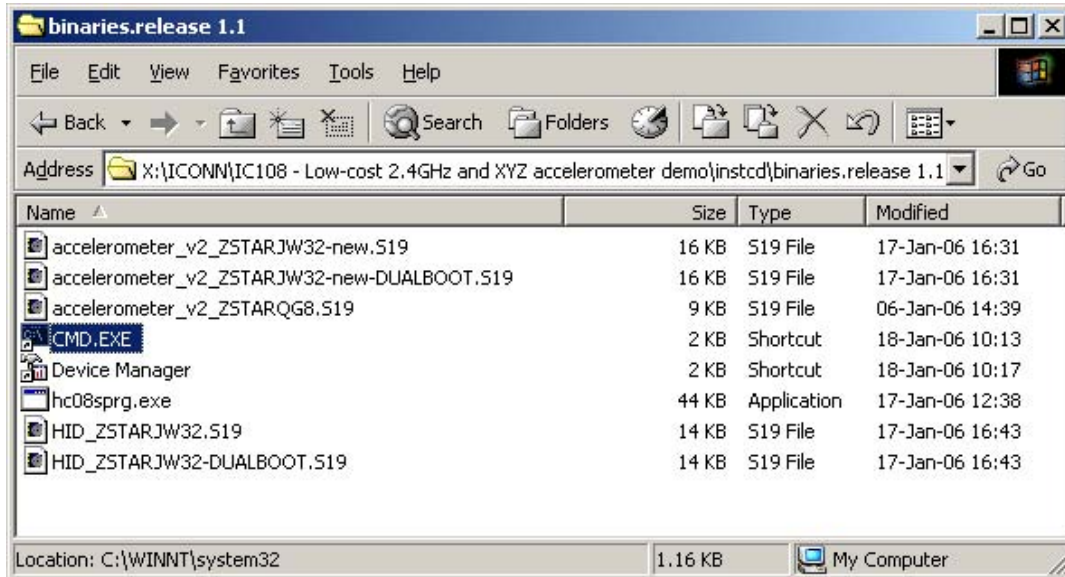 binaries.release 1.1
File Edit View Favorites Tools Help
Back Search Folders
Address X:\ICONN\IC108 - Low-cost 2.4GHz and XYZ accelerometer demo\instcd\binaries.release 1.1 Go
Name Size Type Modified
accelerometer_v2_ZSTARJW32-new.S19 16 KB S19 File 17-Jan-06 16:31
accelerometer_v2_ZSTARJW32-new-DUALBOOT.S19 16 KB S19 File 17-Jan-06 16:31
accelerometer_v2_ZSTARQG8.S19 9 KB S19 File 06-Jan-06 14:39
CMD.EXE 2 KB Shortcut 18-Jan-06 10:13
Device Manager 2 KB Shortcut 18-Jan-06 10:17
hc08sprg.exe 44 KB Application 17-Jan-06 12:38
HID_ZSTARJW32.S19 14 KB S19 File 17-Jan-06 16:43
HID_ZSTARJW32-DUALBOOT.S19 14 KB S19 File 17-Jan-06 16:43
Location: C:\WINNT\system32 1.16 KB My Computer